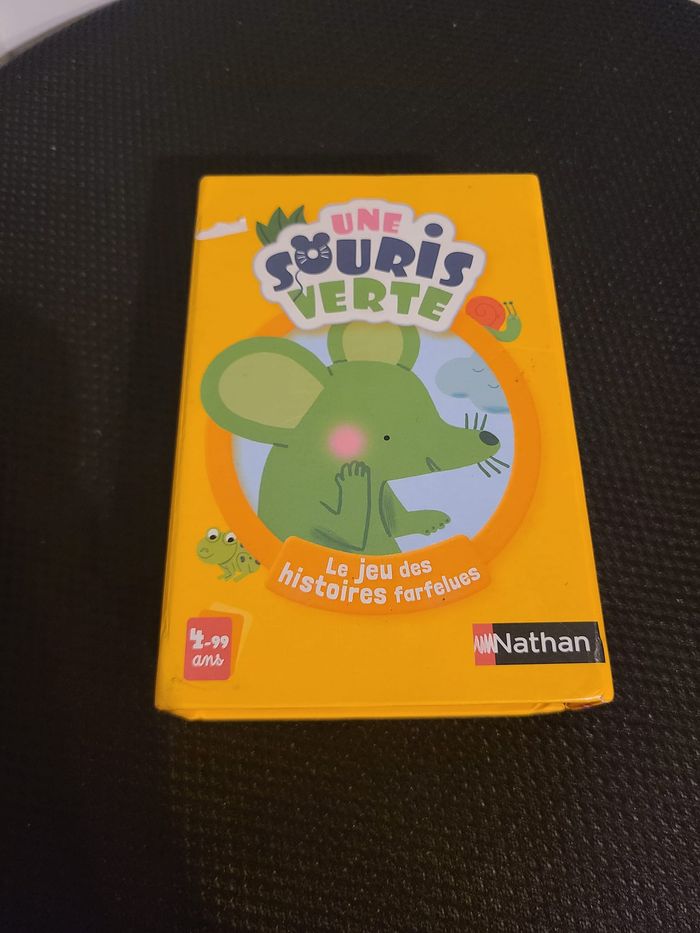 UNE
SOURIS
VERTE
Le jeu des
histoires farfelues
4-99
ans
Nathan